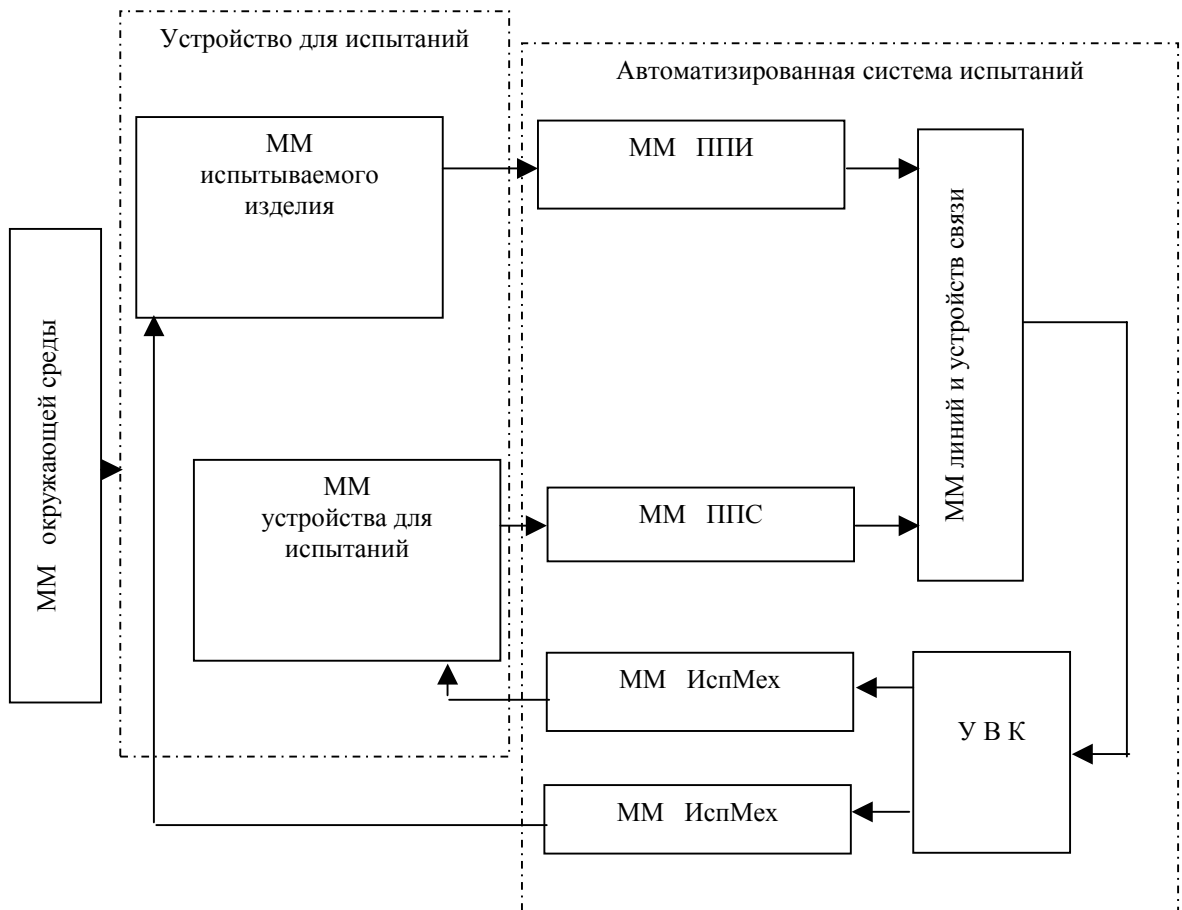 Устройство для испытаний
Автоматизированная система испытаний
ММ
испытываемого
изделия
ММ ППИ
ММ линий и устройств связи
ММ окружающей среды
ММ
устройства для
испытаний
ММ ППС
ММ ИспМех
У В К
ММ ИспМех